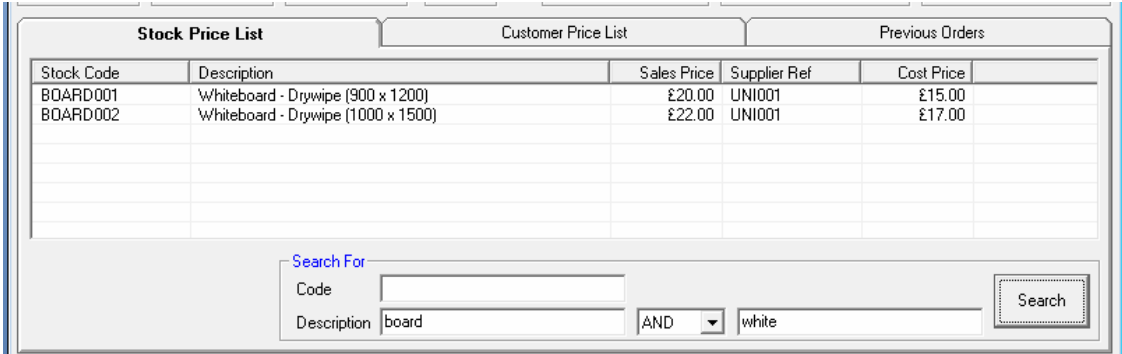 Stock Price List Customer Price List Previous Orders
Stock Code Description Sales Price Supplier Ref Cost Price
BOARD001 Whiteboard - Drywipe (900 x 1200) £20.00 UNI001 £15.00
BOARD002 Whiteboard - Drywipe (1000 x 1500) £22.00 UNI001 £17.00
Search For
Code
Search
Description board AND white